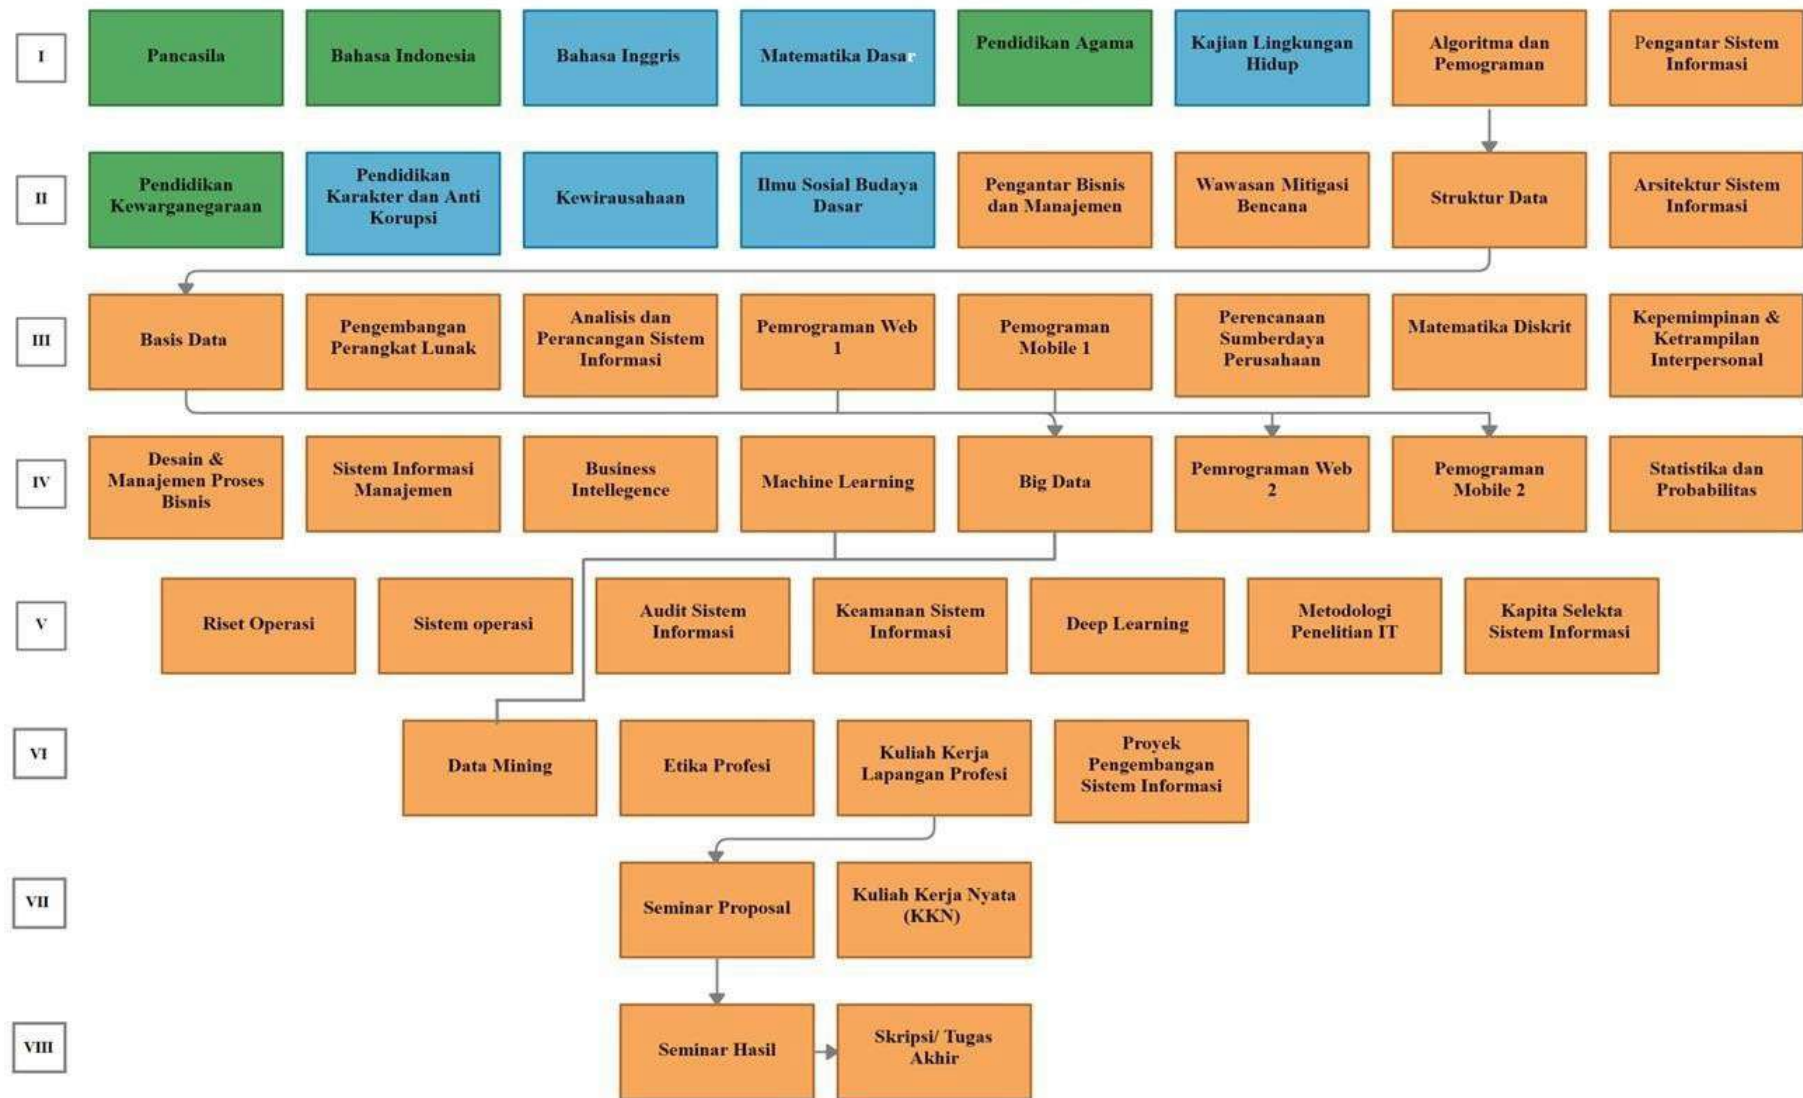 I
Pancasila
Bahasa Indonesia
Bahasa Inggris
Matematika Dasar
Pendidikan Agama
Kajian Lingkungan
Hidup
Algoritma dan
Pemograman
Pengantar Sistem
Informasi
II
Pendidikan
Kewarganegaraan
Pendidikan
Karakter dan Anti
Korupsi
Kewirausahaan
Ilmu Sosial Budaya
Dasar
Pengantar Bisnis
dan Manajemen
Wawasan Mitigasi
Bencana
Struktur Data
Arsitektur Sistem
Informasi
III
Basis Data
Pengembangan
Perangkat Lunak
Analisis dan
Perancangan Sistem
Informasi
Pemrograman Web
1
Pemograman
Mobile 1
Perencanaan
Sumberdaya
Perusahaan
Matematika Diskrit
Kepemimpinan &
Ketrampilan
Interpersonal
IV
Desain &
Manajemen Proses
Bisnis
Sistem Informasi
Manajemen
Business
Intellegence
Machine Learning
Big Data
Pemrograman Web
2
Pemograman
Mobile 2
Statistika dan
Probabilitas
V
Riset Operasi
Sistem operasi
Audit Sistem
Informasi
Keamanan Sistem
Informasi
Deep Learning
Metodologi
Penelitian IT
Kapita Selekta
Sistem Informasi
VI
Data Mining
Etika Profesi
Kuliah Kerja
Lapangan Profesi
Proyek
Pengembangan
Sistem Informasi
VII
Seminar Proposal
Kuliah Kerja Nyata
(KKN)
VIII
Seminar Hasil
Skripsi/ Tugas
Akhir